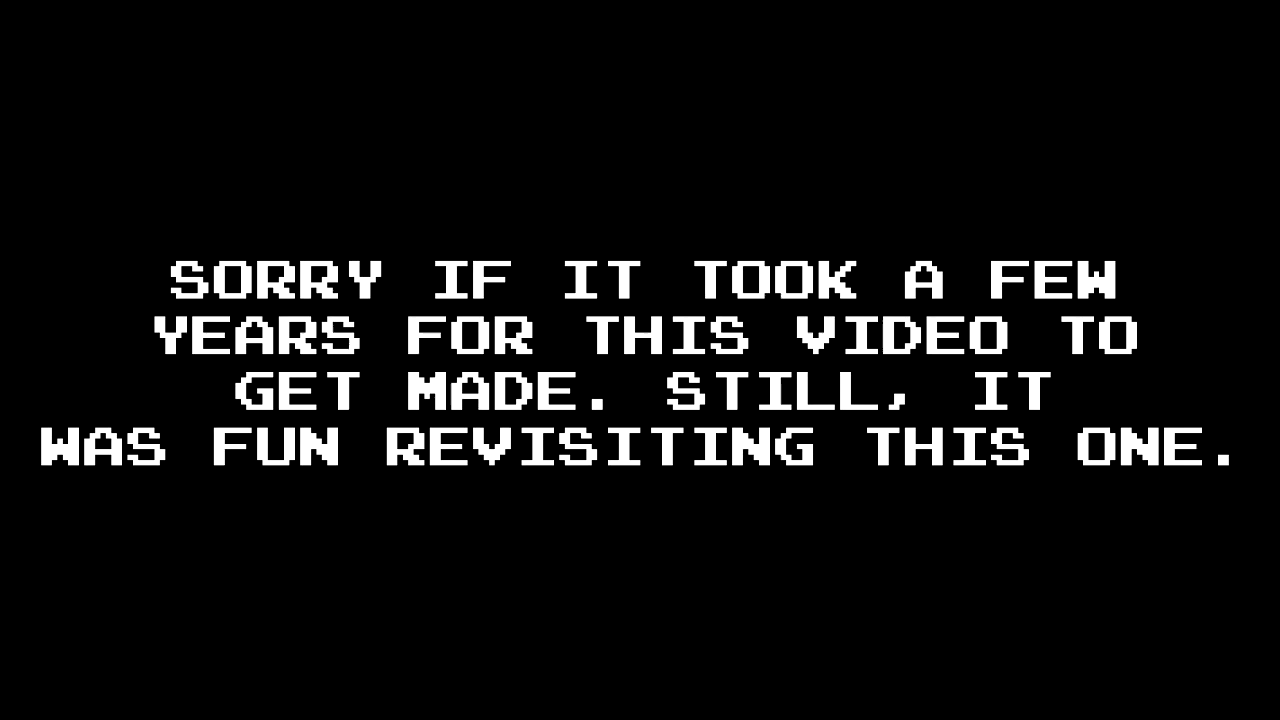 SORRY IF IT TOOK A FEW
YEARS FOR THIS VIDEO TO
GET MADE. STILL, IT
WAS FUN REVISITING THIS ONE.